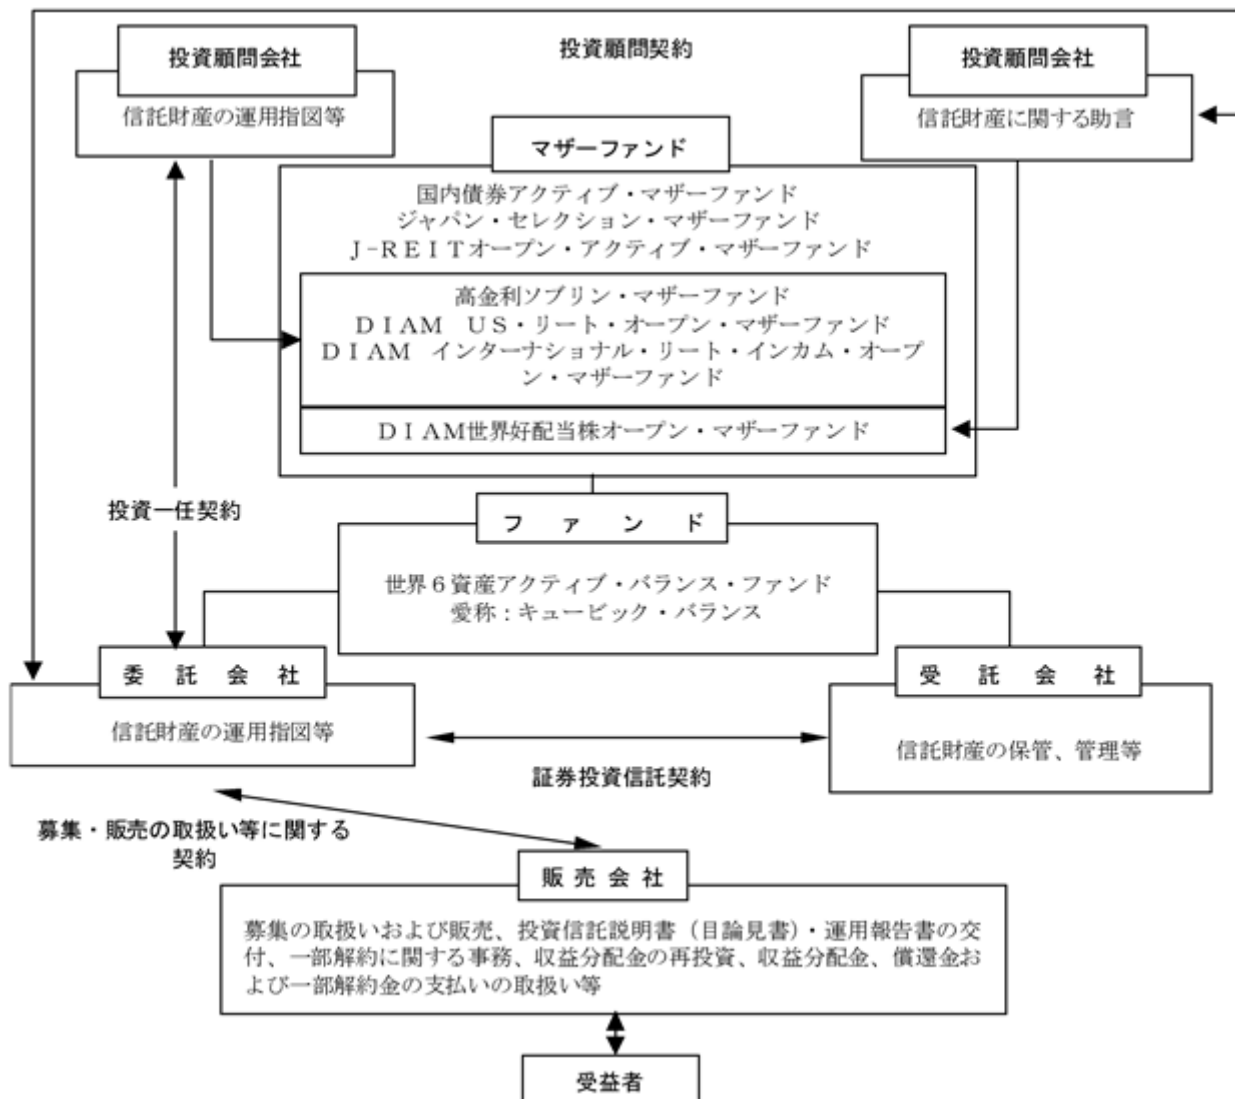 投資顧問契約
投資顧問会社
信託財産の運用指図等
投資顧問会社
信託財産に関する助言
マザーファンド
国内債券アクティブ・マザーファンド
ジャパン・セレクション・マザーファンド
J-REITオープン・アクティブ・マザーファンド
高金利ソブリン・マザーファンド
DIAM US・リート・オープン・マザーファンド
DIAM インターナショナル・リート・インカム・オープ
ン・マザーファンド
DIAM世界好配当株オープン・マザーファンド
投資一任契約
ファンド
世界6資産アクティブ・バランス・ファンド
愛称:キュービック・バランス
委託会社
信託財産の運用指図等
受託会社
信託財産の保管、管理等
証券投資信託契約
募集・販売の取扱い等に関する
契約
販売会社
募集の取扱いおよび販売、投資信託説明書(目論見書)・運用報告書の交
付、一部解約に関する事務、収益分配金の再投資、収益分配金、償還金お
よび一部解約金の支払いの取扱い等
受益者